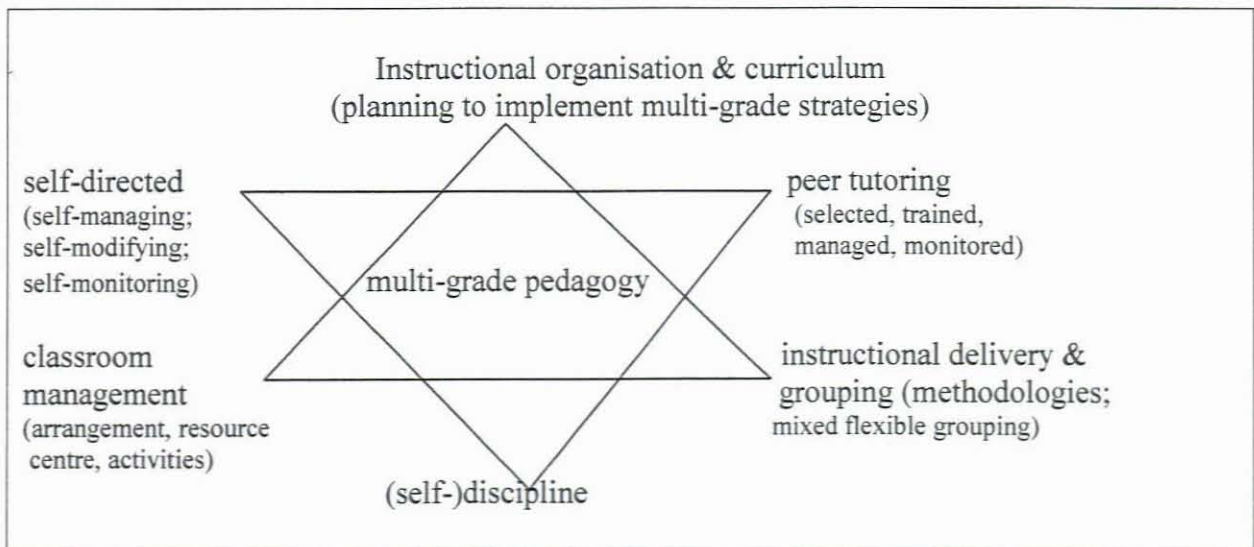 Instructional organisation & curriculum
(planning to implement multi-grade strategies)
self-directed
(self-managing;
self-modifying;
self-monitoring)
peer tutoring
(selected, trained,
managed, monitored)
multi-grade pedagogy
classroom
management
(arrangement, resource
centre, activities)
instructional delivery &
grouping (methodologies;
mixed flexible grouping)
(self-)discipline